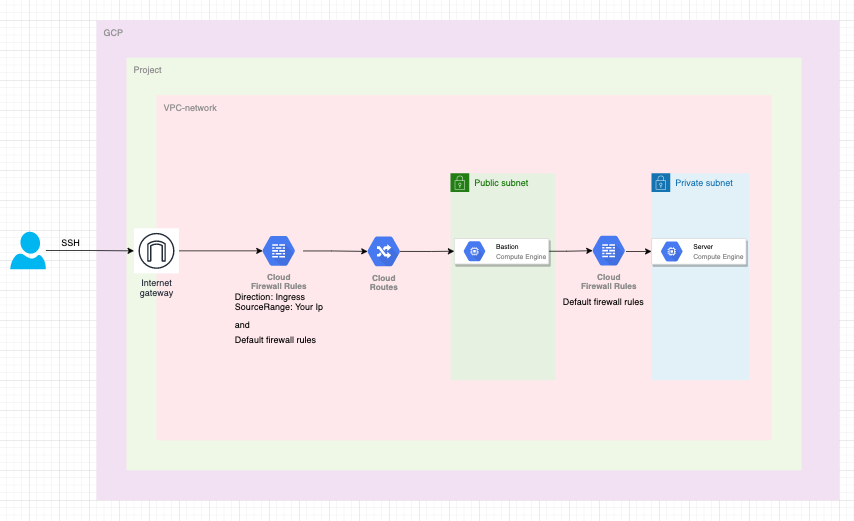 GCP
Project
VPC-network
Public subnet
Private subnet
SSH
Bastion
Compute Engine
Server
Compute Engine
Internet
gateway
Cloud
Firewall Rules
Direction: Ingress
SourceRange: Your Ip
and
Default firewall rules
Cloud
Routes
Cloud
Firewall Rules
Default firewall rules